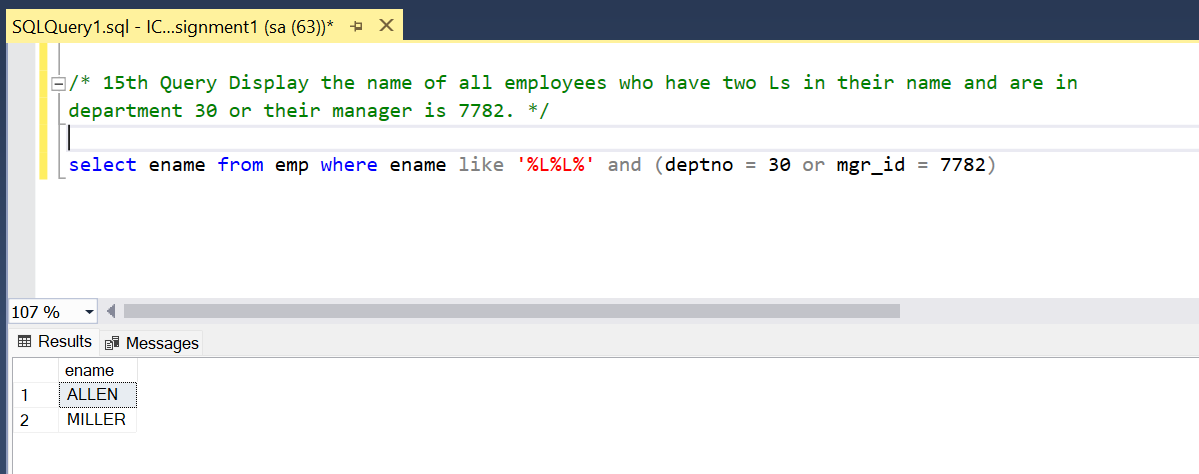 SQLQuery1.sql - IC...signment1 (sa (63))*
/* 15th Query Display the name of all employees who have two Ls in their name and are in
department 30 or their manager is 7782. */
select ename from emp where ename like '%L%L%' and (deptno = 30 or mgr_id = 7782)
107 %
Results Messages
ename
1 ALLEN
2 MILLER